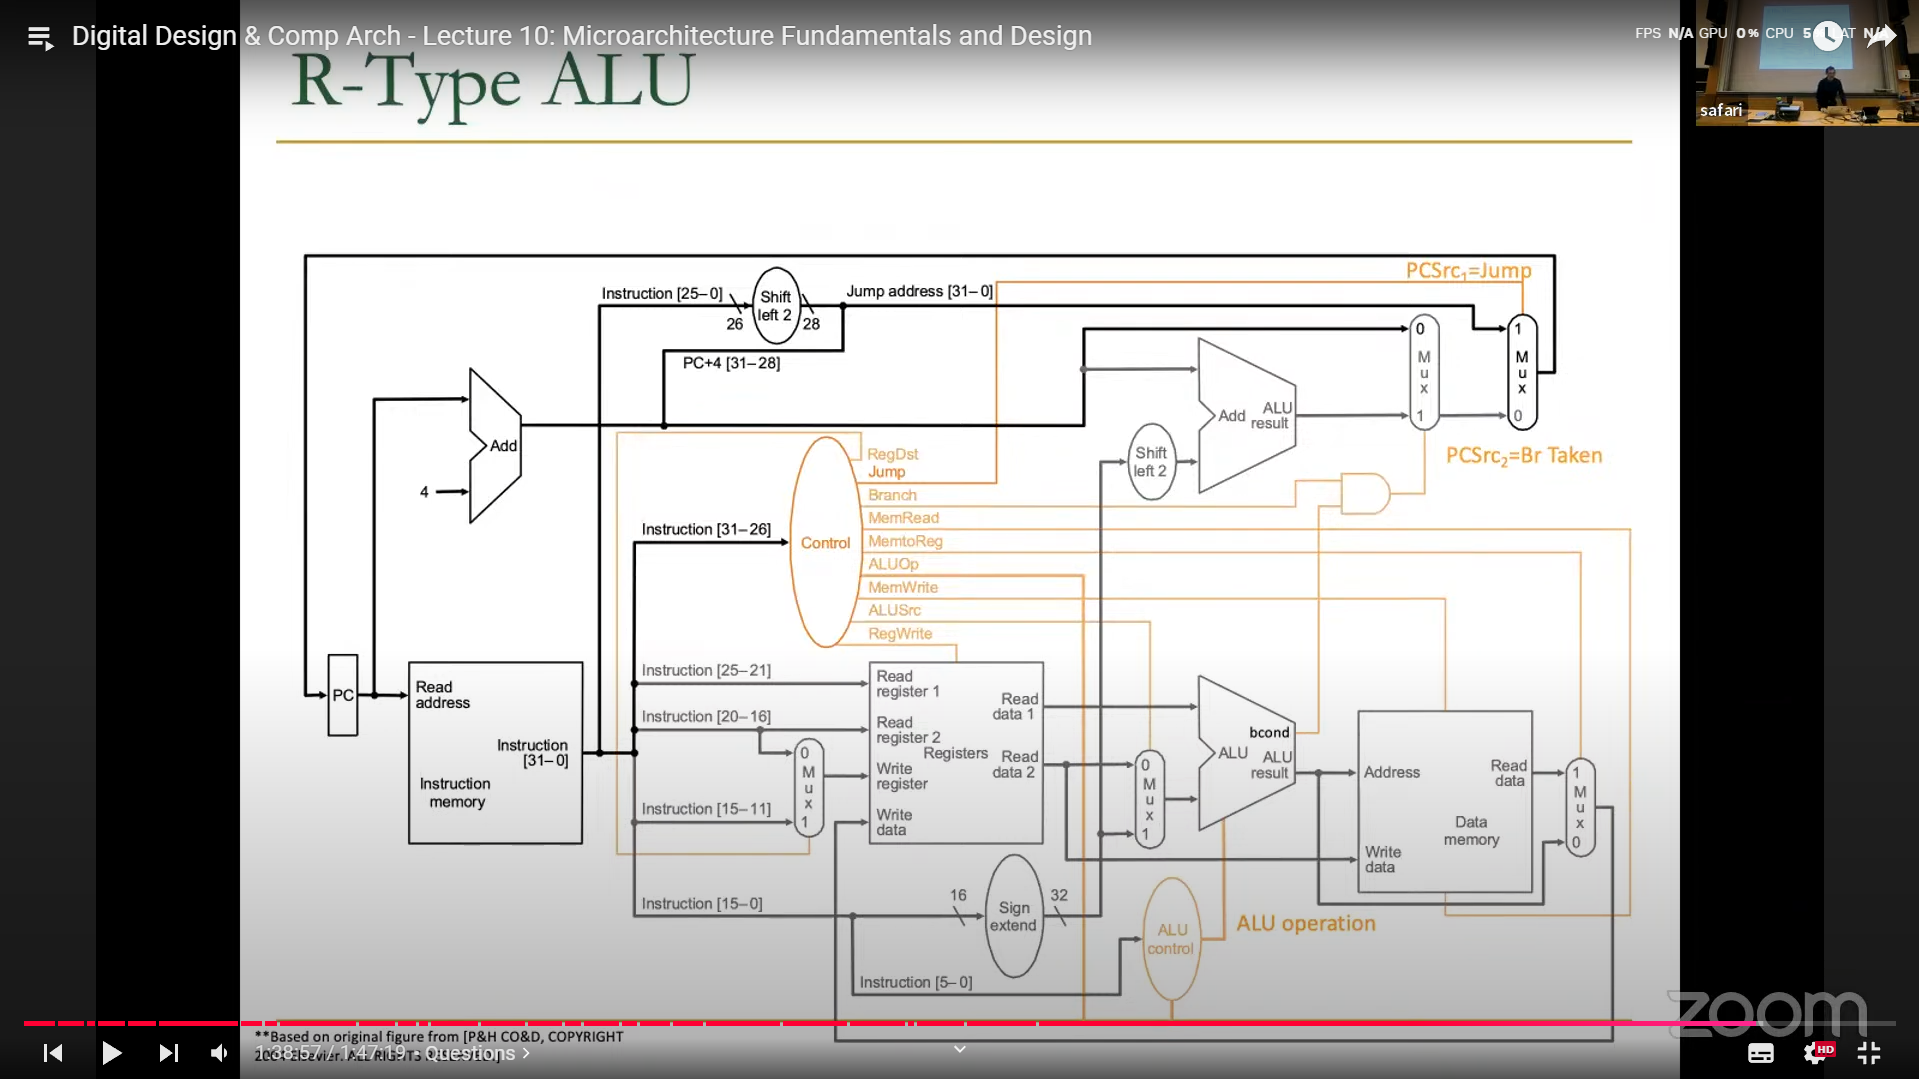 Digital Design & Comp Arch - Lecture 10: Microarchitecture Fundamentals and Design
FPS N/A GPU 0% CPU 5
safari
R-Type ALU
PCSrc1=Jump
Instruction [25–0]
Shift
left 2
Jump address [31–0]
26
28
PC+4 [31–28]
0
M
u
x
1
1
M
u
x
0
Add
ALU
result
Add
4
Shift
left 2
PCSrc2=Br Taken
RegDst
Jump
Branch
MemRead
MemtoReg
ALUOp
MemWrite
ALUSrc
RegWrite
Instruction [31–26]
Control
PC
Read
address
Instruction
[31–0]
Instruction
memory
Instruction [25–21]
Instruction [20–16]
Instruction [15–11]
Instruction [15–0]
Instruction [5–0]
0
M
u
x
1
Read
register 1
Read
register 2
Write
register
Write
data
Registers
Read
data 1
Read
data 2
0
M
u
x
1
bcond
ALU
ALU
result
Address
Read
data
Data
memory
Write
data
1
M
u
x
0
16
Sign
extend
32
ALU
control
ALU operation
zoom
**Based on original figure from [P&H CO&D, COPYRIGHT
1:38:57 / 1:47:19 · Questions
HD